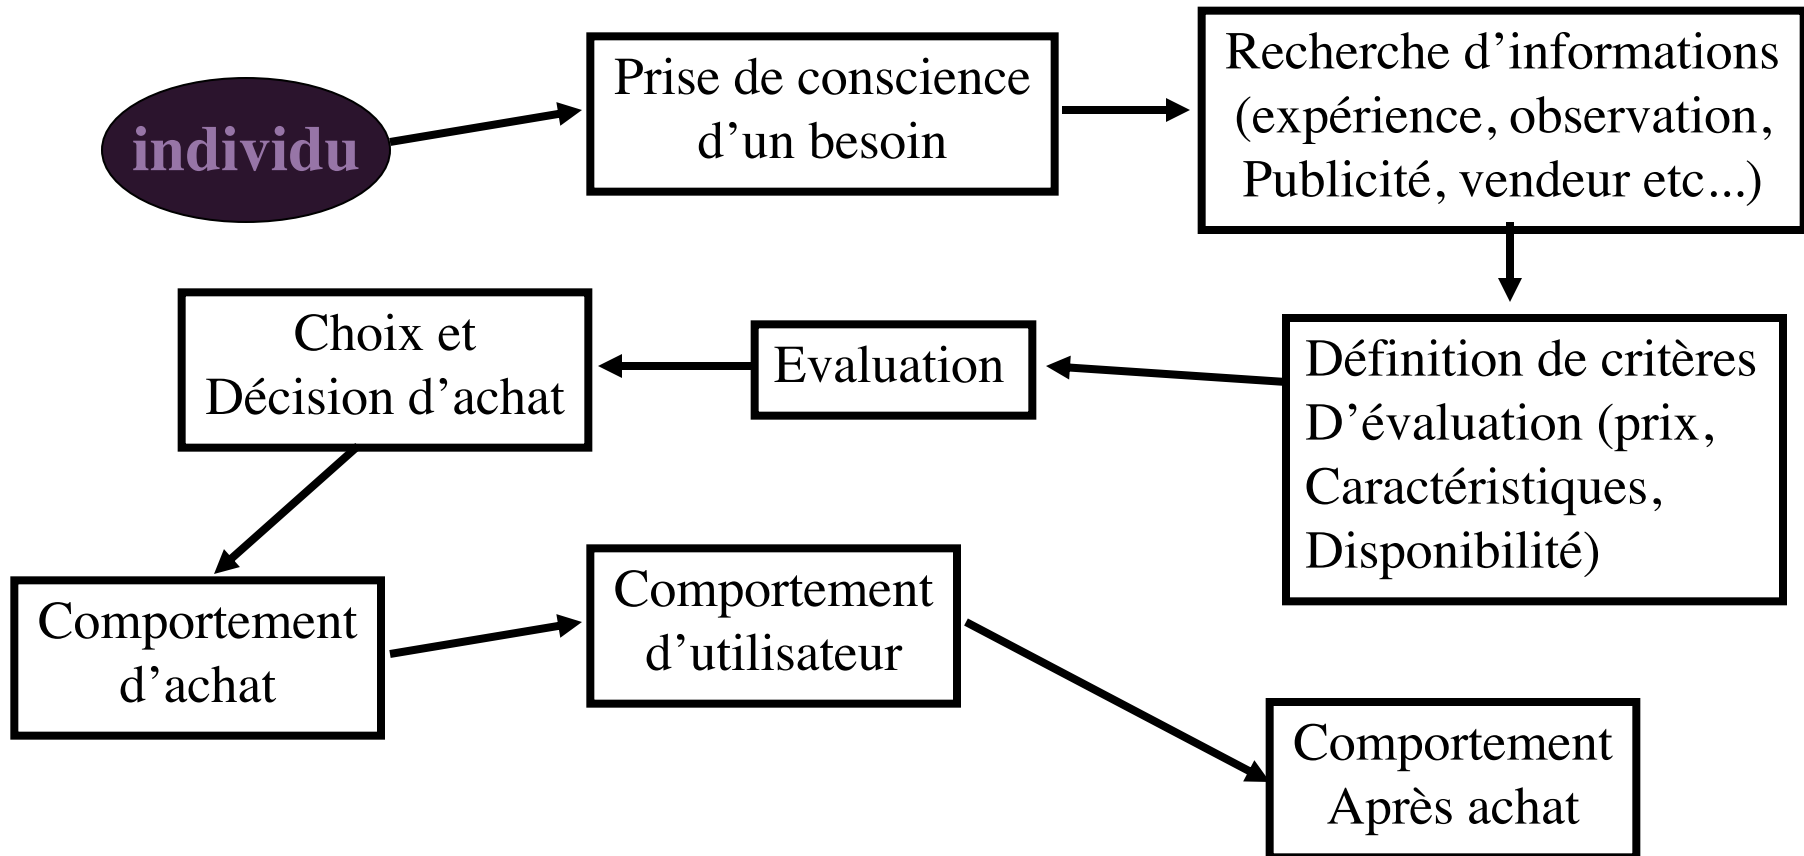 individu
Prise de conscience
d’un besoin
Recherche d’informations
(expérience, observation,
Publicité, vendeur etc...)
Définition de critères
D’évaluation (prix,
Caractéristiques,
Disponibilité)
Evaluation
Choix et
Décision d’achat
Comportement
d’achat
Comportement
d’utilisateur
Comportement
Après achat